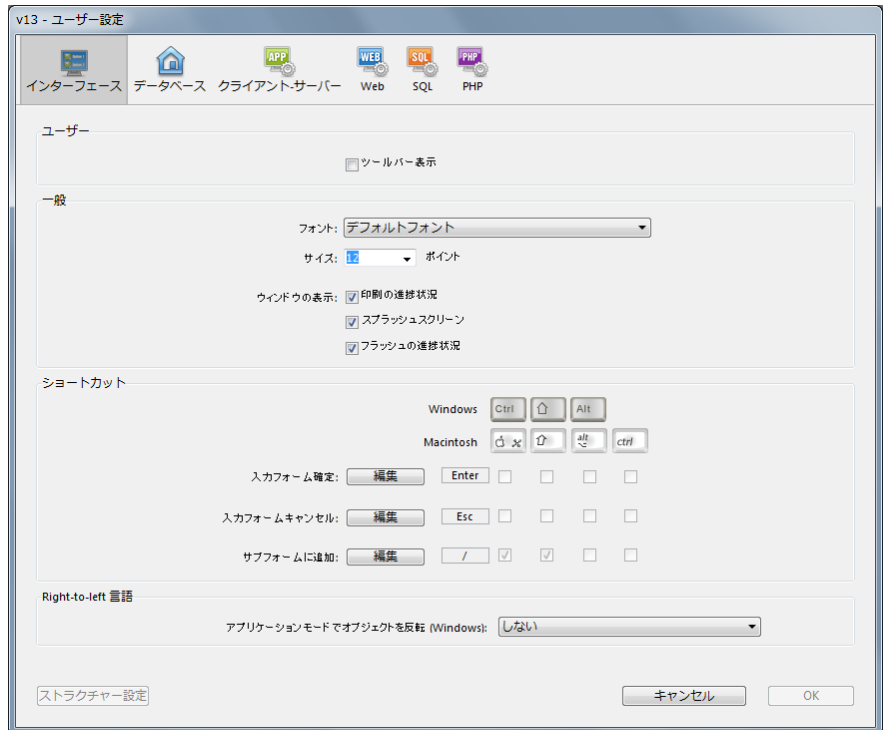 v13 - ユーザー設定
APP WEB SQL PHP
インターフェース データベース クライアント-サーバー Web SQL PHP
ユーザー
ツールバー表示
一般
フォント: デフォルトフォント
サイズ: 12 ポイント
ウィンドウの表示: 印刷の進捗状況
スプラッシュスクリーン
フラッシュの進捗状況
ショートカット
Windows Ctrl Alt
Macintosh alt ctrl
入力フォーム確定: 編集 Enter
入力フォームキャンセル: 編集 Esc
サブフォームに追加: 編集 /
Right-to-left 言語
アプリケーションモードでオブジェクトを反転 (Windows): しない
ストラクチャー設定 キャンセル OK